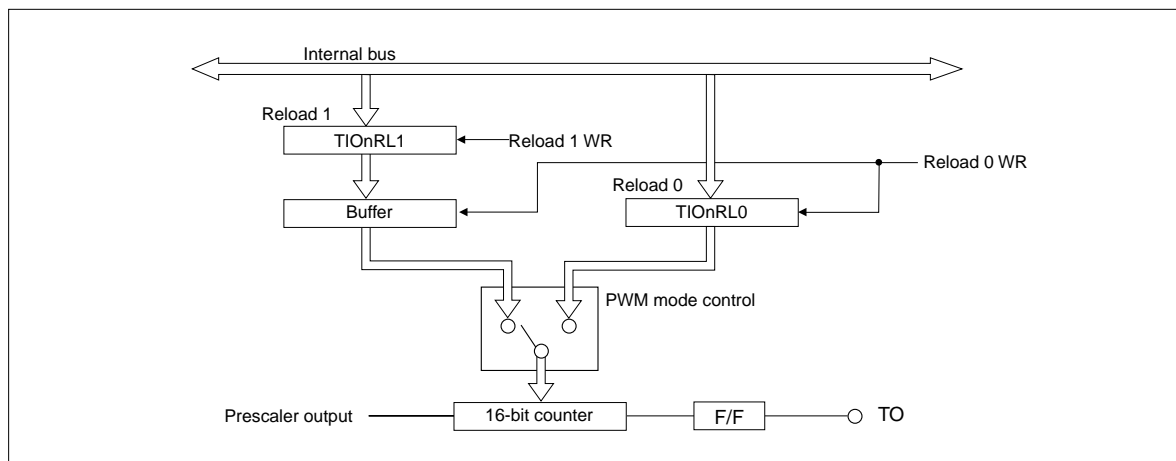 Internal bus
Reload 1
TIOnRL1
Reload 1 WR
Reload 0 WR
Reload 0
Buffer
TIOnRL0
PWM mode control
Prescaler output
16-bit counter
F/F
TO